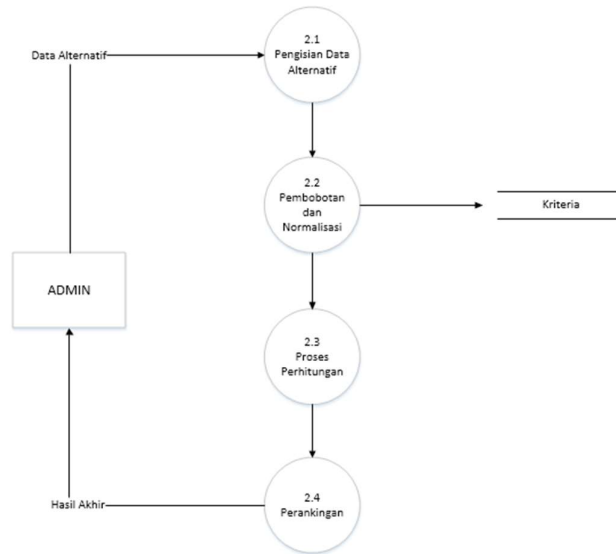 2.1
Data Alternatif
Pengisian Data
Alternatif
2.2
Pembobotan
dan
Normalisasi
Kriteria
ADMIN
2.3
Proses
Perhitungan
2.4
Hasil Akhir
Perankingan